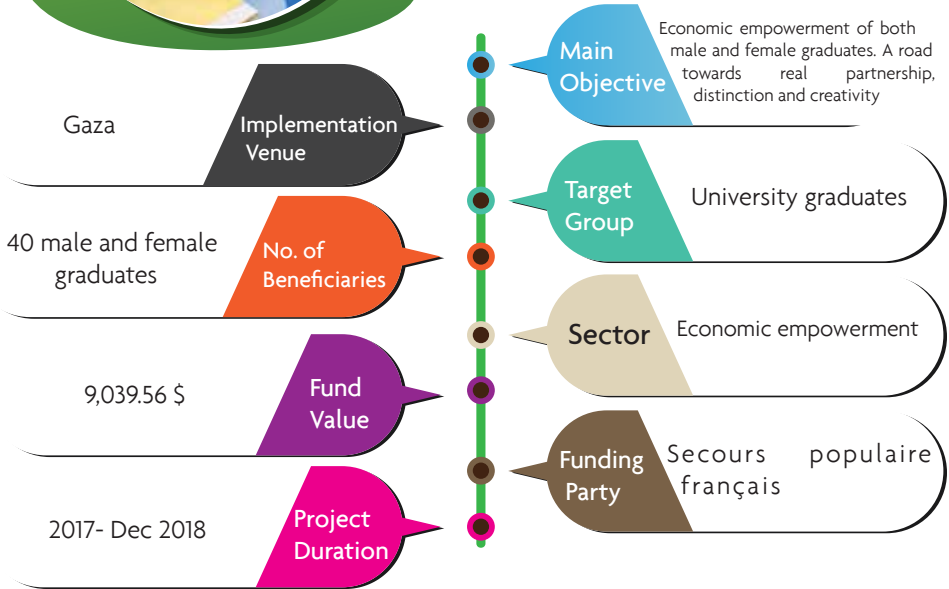 Main
Objective
Economic empowerment of both
male and female graduates. A road
towards real partnership,
distinction and creativity
Gaza
Implementation
Venue
Target
Group
University graduates
40 male and female
graduates
No. of
Beneficiaries
Sector
Economic empowerment
9,039.56 $
Fund
Value
Funding
Party
Secours populaire
français
2017- Dec 2018
Project
Duration